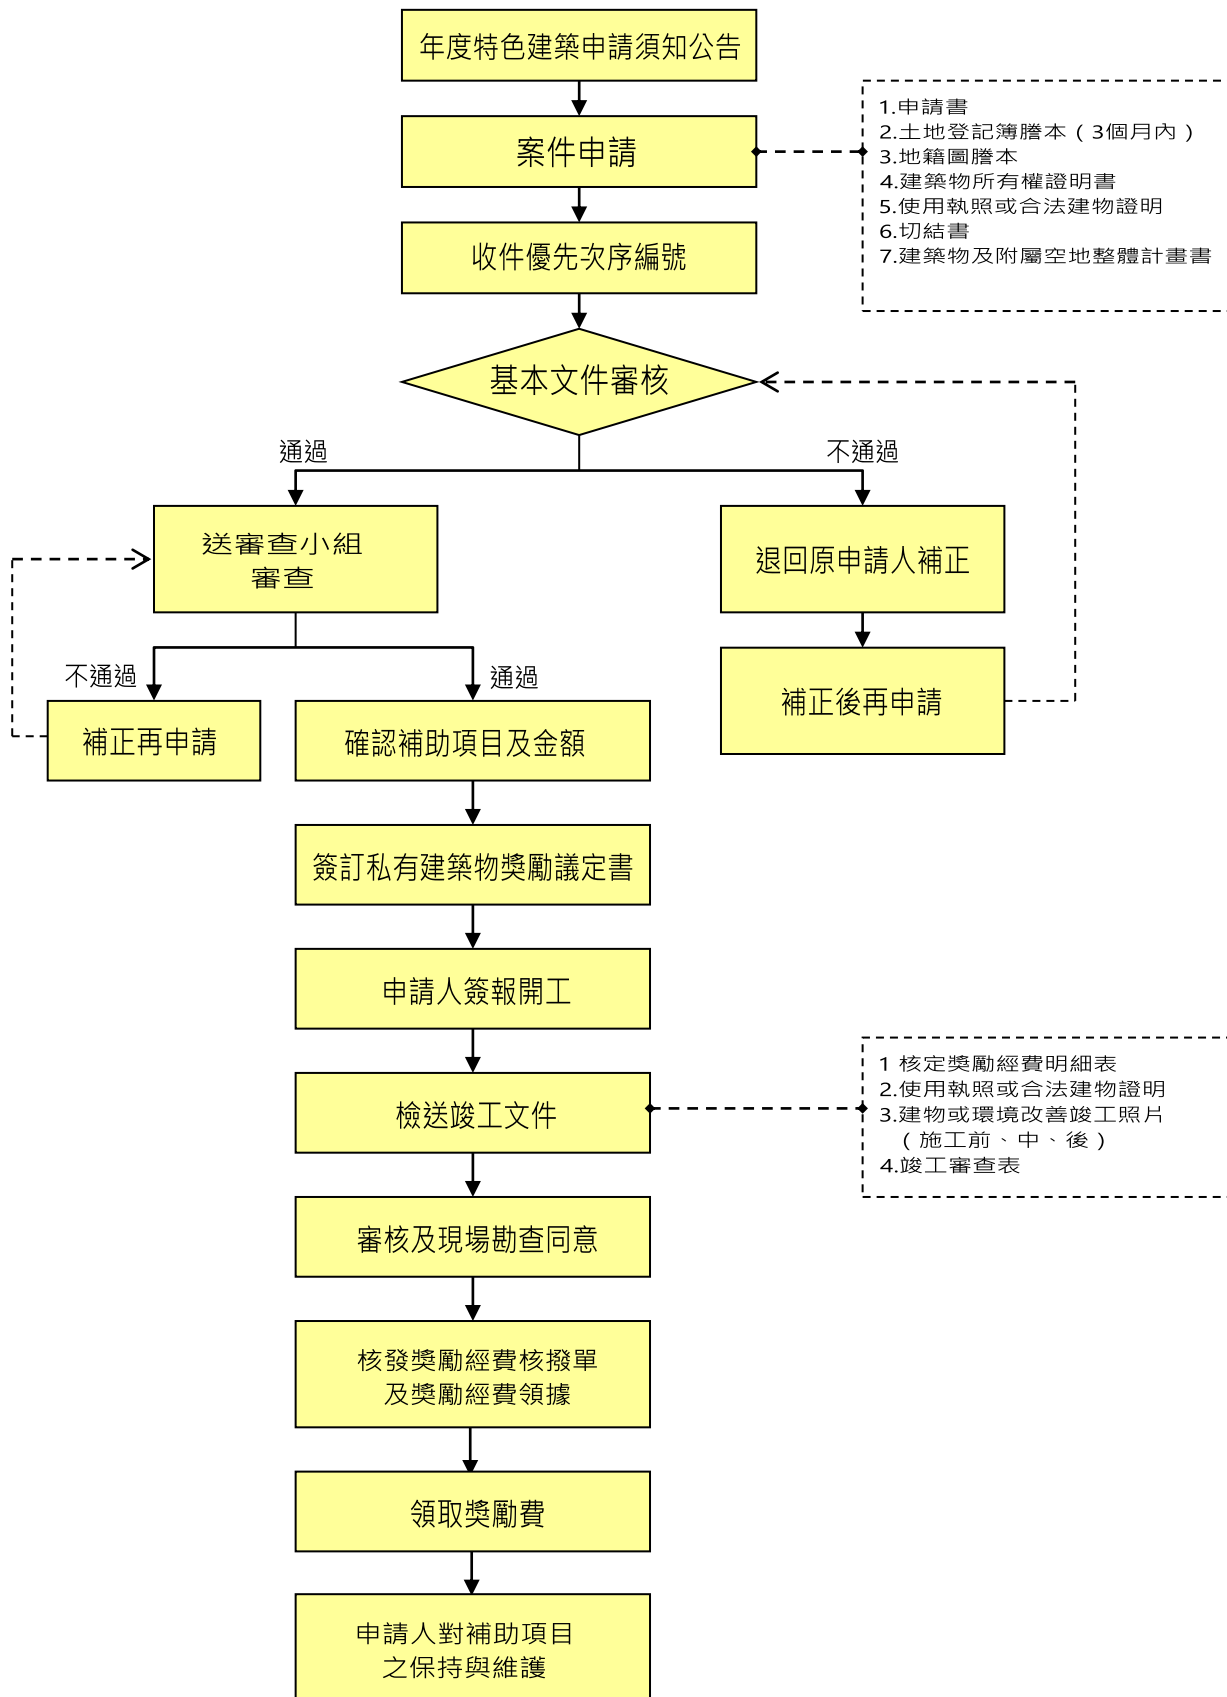 年度特色建築申請須知公告
案件申請
1.申請書
2.土地登記簿謄本（3個月內）
3.地籍圖謄本
4.建築物所有權證明書
5.使用執照或合法建物證明
6.切結書
7.建築物及附屬空地整體計畫書
收件優先次序編號
基本文件審核
通過
不通過
送審查小組
審查
退回原申請人補正
不通過
通過
補正後再申請
補正再申請
確認補助項目及金額
簽訂私有建築物獎勵議定書
申請人簽報開工
檢送竣工文件
1 核定獎勵經費明細表
2.使用執照或合法建物證明
3.建物或環境改善竣工照片
（施工前、中、後）
4.竣工審查表
審核及現場勘查同意
核發獎勵經費核撥單
及獎勵經費領據
領取獎勵費
申請人對補助項目
之保持與維護